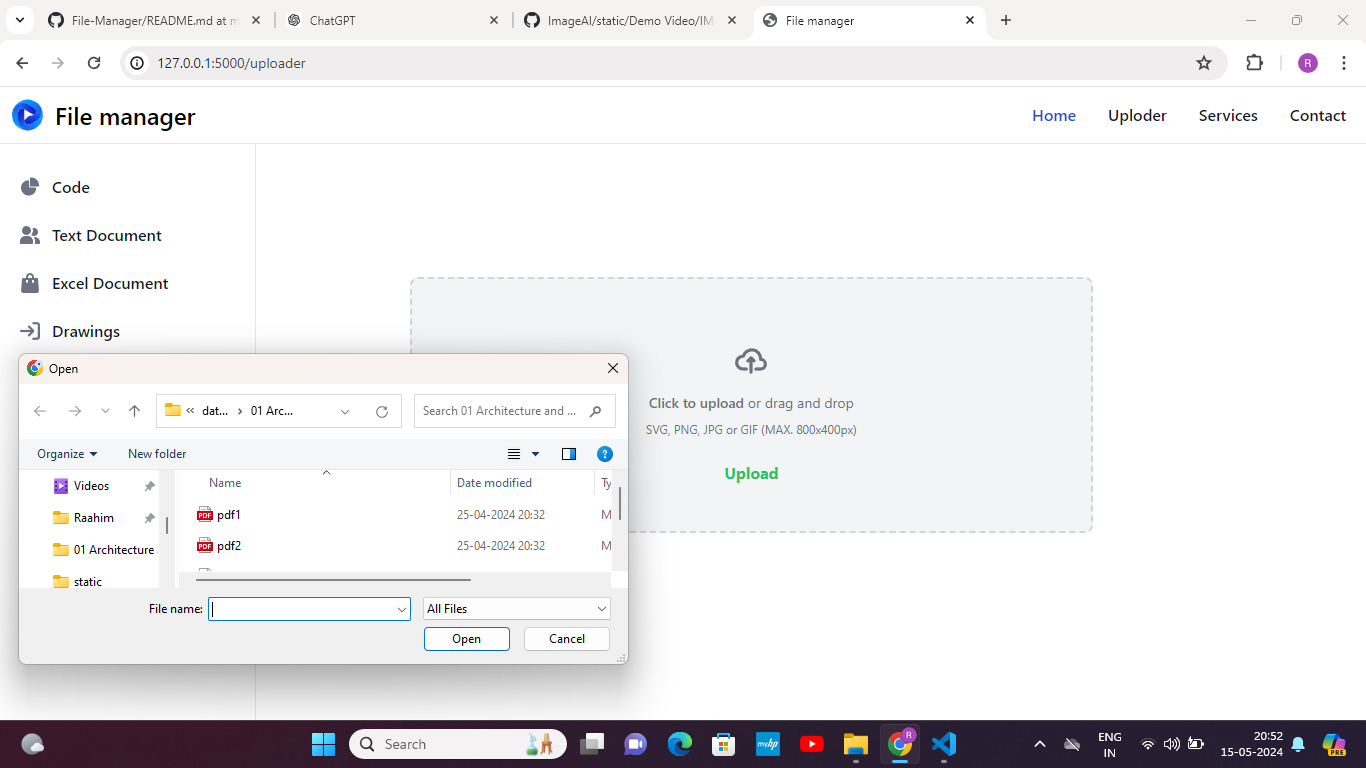 File-Manager/README.md at m
ChatGPT
ImageAI/static/Demo Video/IM
File manager
127.0.0.1:5000/uploader
R
File manager
Home
Uploder
Services
Contact
Code
Text Document
Excel Document
Drawings
Click to upload or drag and drop
SVG, PNG, JPG or GIF (MAX. 800x400px)
Upload
Open
dat...
01 Arc...
Search 01 Architecture and ...
Organize
New folder
Videos
Raahim
01 Architecture
static
Name
Date modified
Ty
PDF pdf1 25-04-2024 20:32 M
PDF pdf2 25-04-2024 20:32 M
File name:
All Files
Open
Cancel
Search
myhp
R
ENG
IN
20:52
15-05-2024
PRE